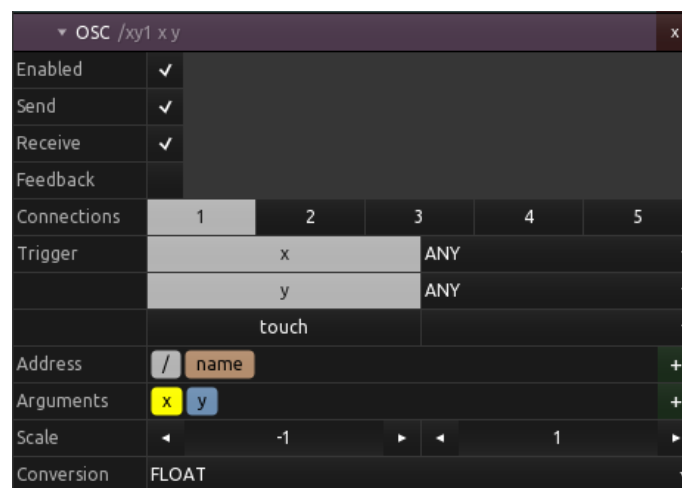 OSC /xy1 x y x
Enabled
Send
Receive
Feedback
Connections 1 2 3 4 5
Trigger x ANY
y ANY
touch
Address / name +
Arguments x y +
Scale -1 1
Conversion FLOAT